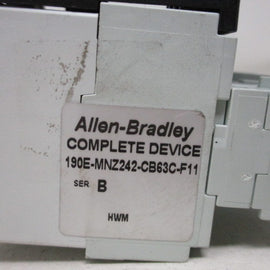 Allen-Bradley
COMPLETE DEVICE
190E-MNZ242-CB63C-F11
SER B
HWM